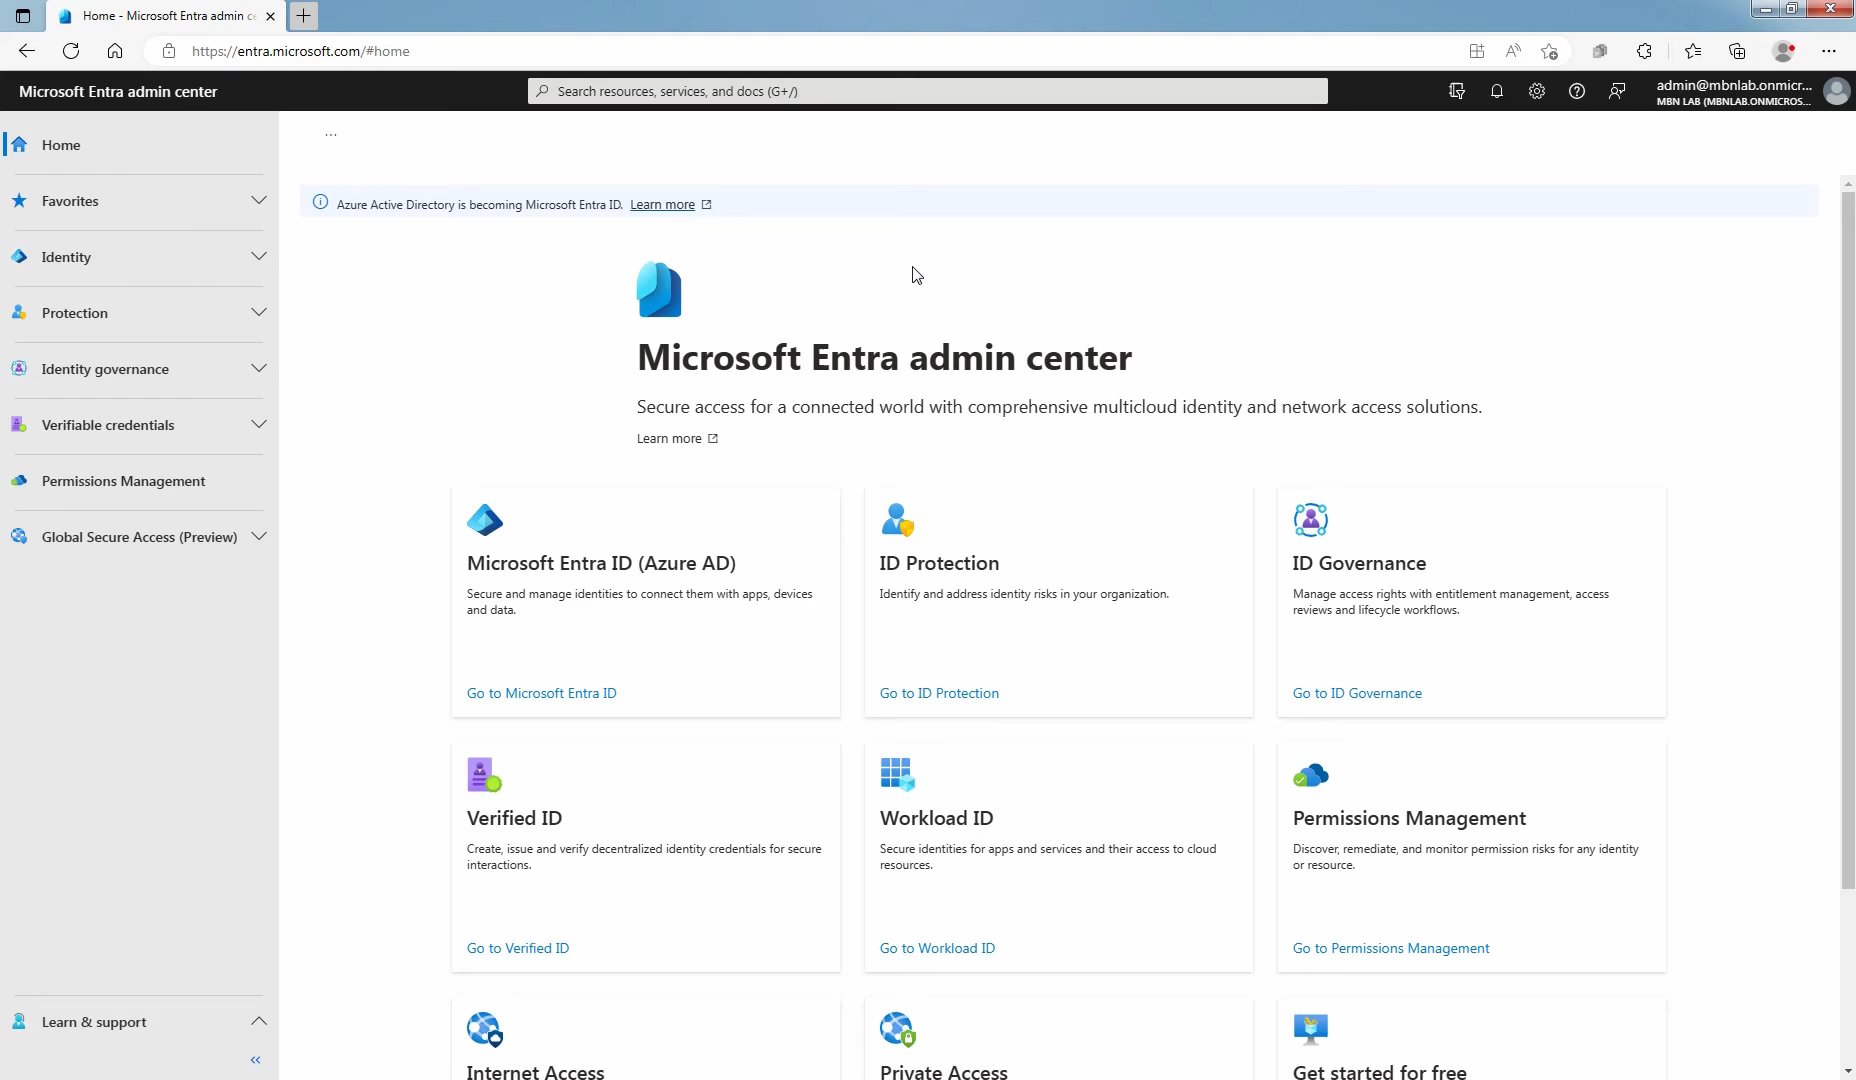 Home - Microsoft Entra admin ce
https://entra.microsoft.com/#home
Microsoft Entra admin center
Search resources, services, and docs (G+/)
admin@mbnlab.onmicr...
MBN LAB (MBNLAB.ONMICROS...
Home
Favorites
Identity
Protection
Identity governance
Verifiable credentials
Permissions Management
Global Secure Access (Preview)
Learn & support
...
Azure Active Directory is becoming Microsoft Entra ID. Learn more
Microsoft Entra admin center
Secure access for a connected world with comprehensive multicloud identity and network access solutions.
Learn more
Microsoft Entra ID (Azure AD)
Secure and manage identities to connect them with apps, devices
and data.
Go to Microsoft Entra ID
ID Protection
Identify and address identity risks in your organization.
Go to ID Protection
ID Governance
Manage access rights with entitlement management, access
reviews and lifecycle workflows.
Go to ID Governance
Verified ID
Create, issue and verify decentralized identity credentials for secure
interactions.
Go to Verified ID
Workload ID
Secure identities for apps and services and their access to cloud
resources.
Go to Workload ID
Permissions Management
Discover, remediate, and monitor permission risks for any identity
or resource.
Go to Permissions Management
Internet Access
Private Access
Get started for free